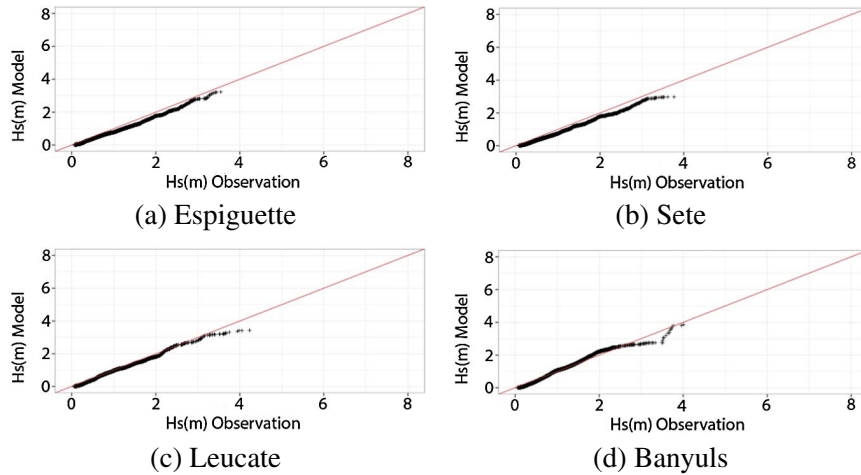 8
6
4
2
0
Hs(m) Model
0 2 4 6 8
Hs(m) Observation
(a) Espiguette
8
6
4
2
0
Hs(m) Model
0 2 4 6 8
Hs(m) Observation
(b) Sete
8
6
4
2
0
Hs(m) Model
0 2 4 6 8
Hs(m) Observation
(c) Leucate
8
6
4
2
0
Hs(m) Model
0 2 4 6 8
Hs(m) Observation
(d) Banyuls